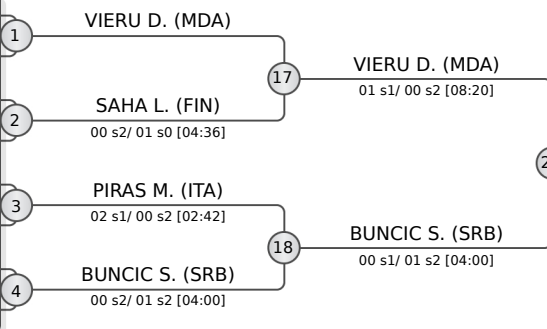 1
VIERU D. (MDA)
17
VIERU D. (MDA)
01 s1/ 00 s2 [08:20]
2
SAHA L. (FIN)
00 s2/ 01 s0 [04:36]
3
PIRAS M. (ITA)
02 s1/ 00 s2 [02:42]
18
BUNCIC S. (SRB)
00 s1/ 01 s2 [04:00]
4
BUNCIC S. (SRB)
00 s2/ 01 s2 [04:00]